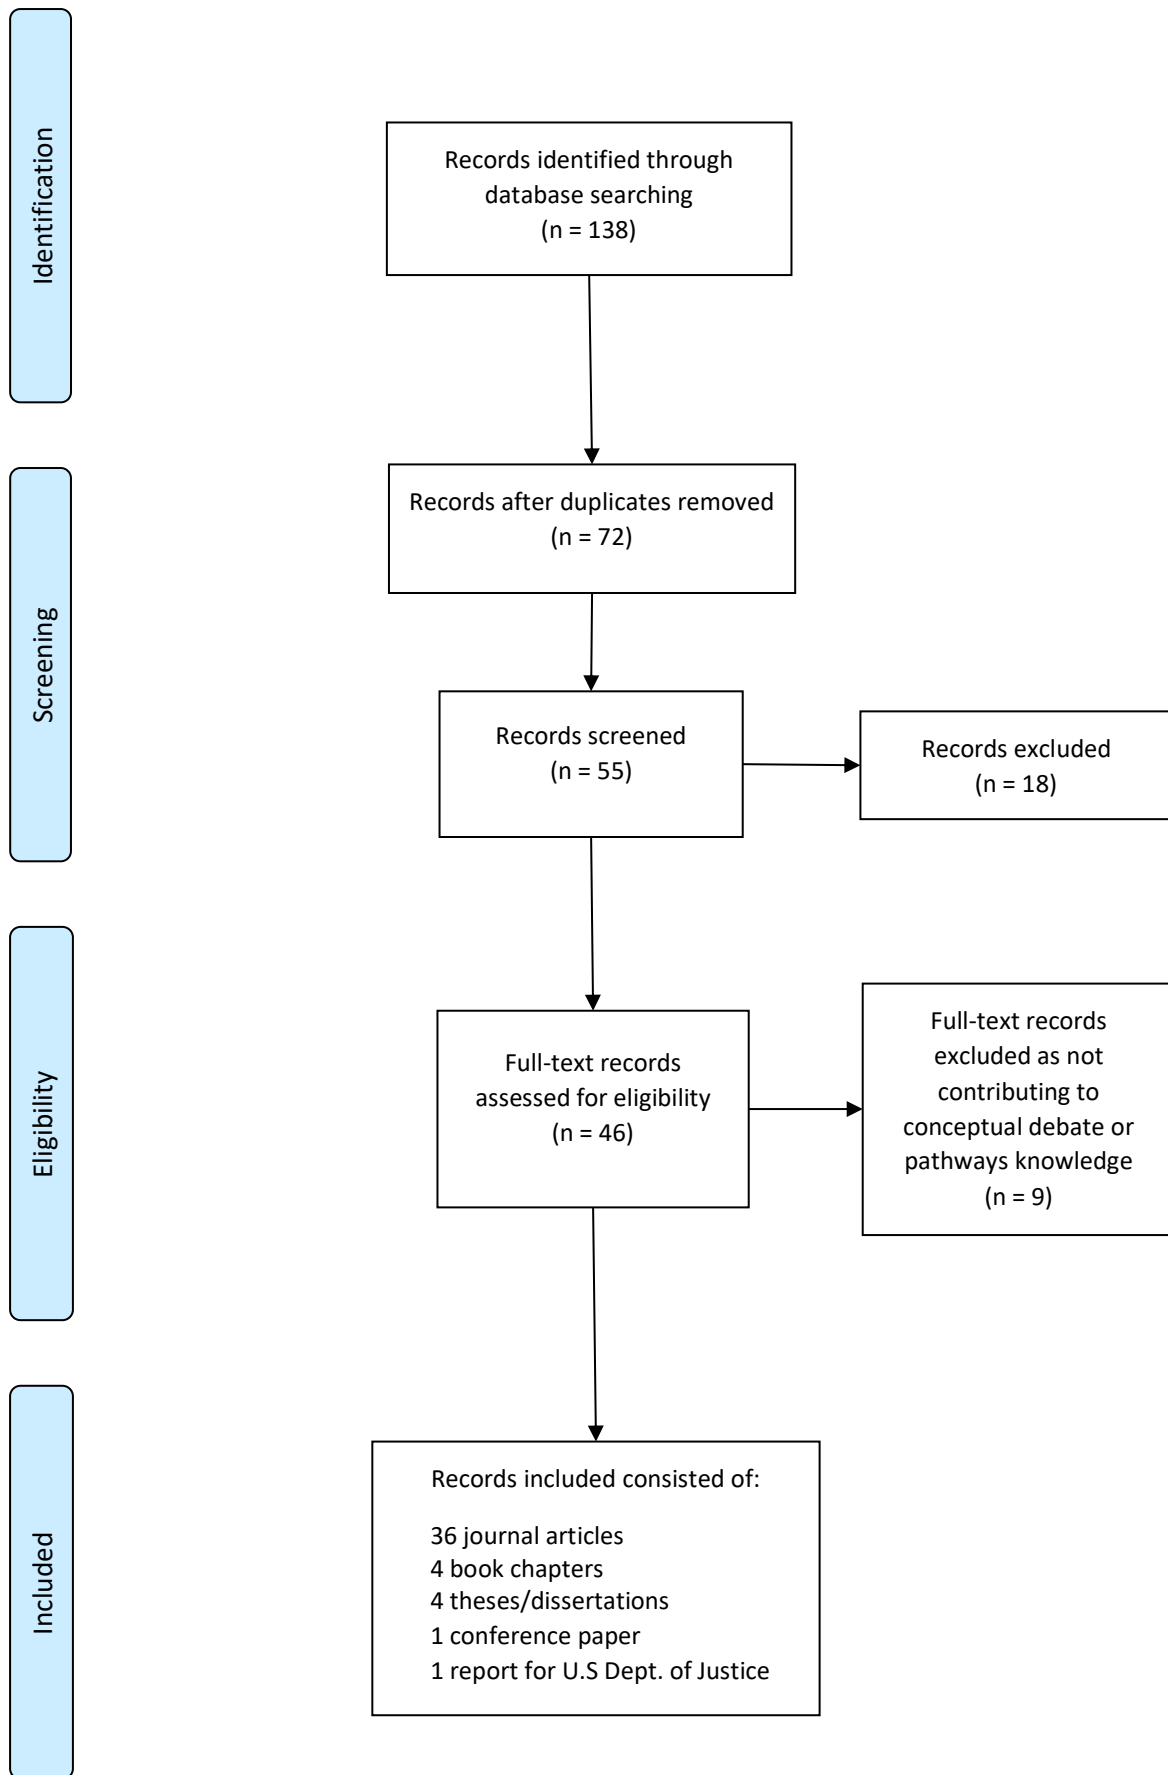 Identification
Records identified through
database searching
(n = 138)
Screening
Records after duplicates removed
(n = 72)
Records screened
(n = 55)
Records excluded
(n = 18)
Eligibility
Full-text records
assessed for eligibility
(n = 46)
Full-text records
excluded as not
contributing to
conceptual debate or
pathways knowledge
(n = 9)
Included
Records included consisted of:
36 journal articles
4 book chapters
4 theses/dissertations
1 conference paper
1 report for U.S Dept. of Justice